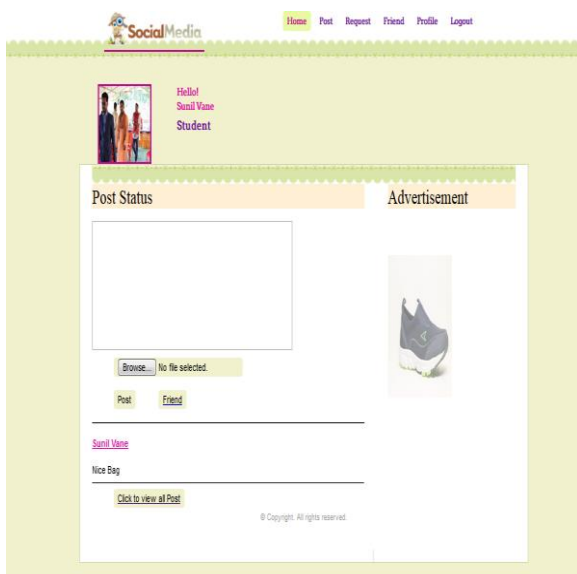 SocialMedia
Home Post Request Friend Profile Logout
Hello!
Sunil Vane
Student
Post Status
Advertisement
Browse... No file selected.
Post Friend
Sunil Vane
Nice Bag
Click to view all Post
© Copyright. All rights reserved.